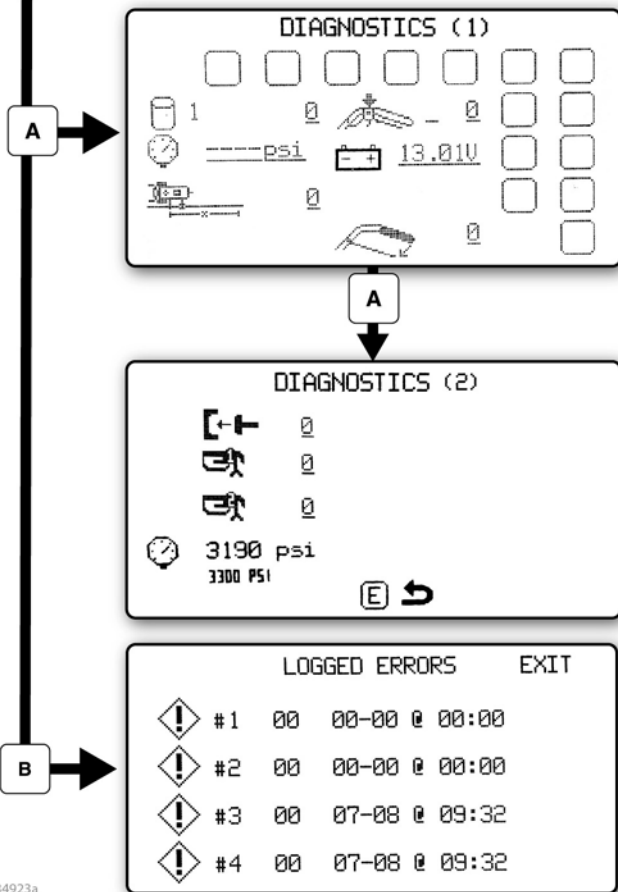 DIAGNOSTICS (1)
1 0 _ 0
A
-----psi 13.01V
- +
x
0
0
A
DIAGNOSTICS (2)
0
0
0
3190 psi
3300 PSI
E
LOGGED ERRORS EXIT
! #1 00 00-00 @ 00:00
! #2 00 00-00 @ 00:00
B
! #3 00 07-08 @ 09:32
! #4 00 07-08 @ 09:32